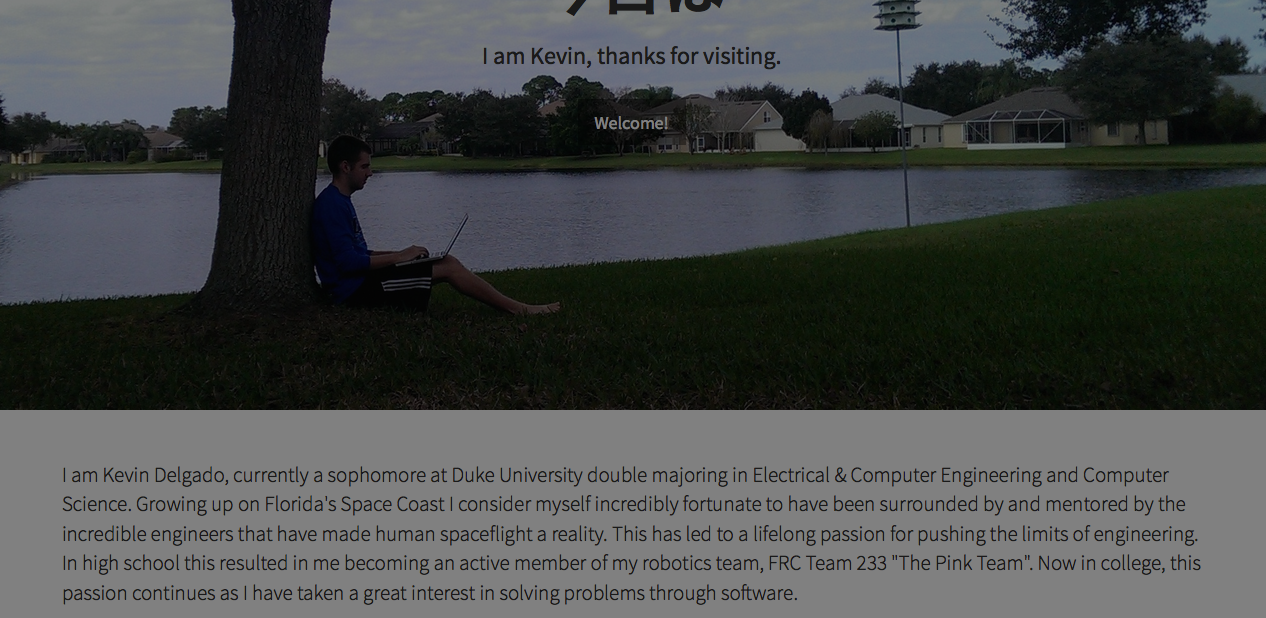 I am Kevin, thanks for visiting.
Welcome!
I am Kevin Delgado, currently a sophomore at Duke University double majoring in Electrical & Computer Engineering and Computer
Science. Growing up on Florida's Space Coast I consider myself incredibly fortunate to have been surrounded by and mentored by the
incredible engineers that have made human spaceflight a reality. This has led to a lifelong passion for pushing the limits of engineering.
In high school this resulted in me becoming an active member of my robotics team, FRC Team 233 "The Pink Team". Now in college, this
passion continues as I have taken a great interest in solving problems through software.